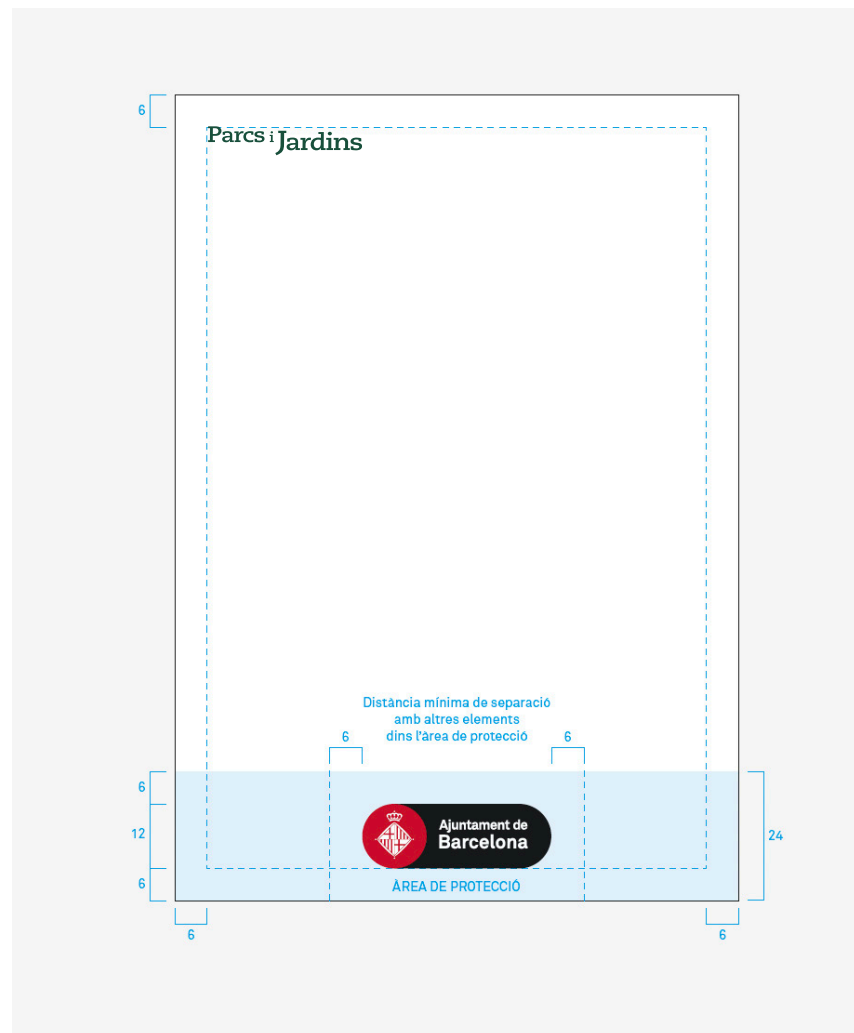 6
Parcs i Jardins
Distància mínima de separació
amb altres elements
dins l'àrea de protecció
6
6
6
12
6
24
Ajuntament de
Barcelona
ÀREA DE PROTECCIÓ
6
6